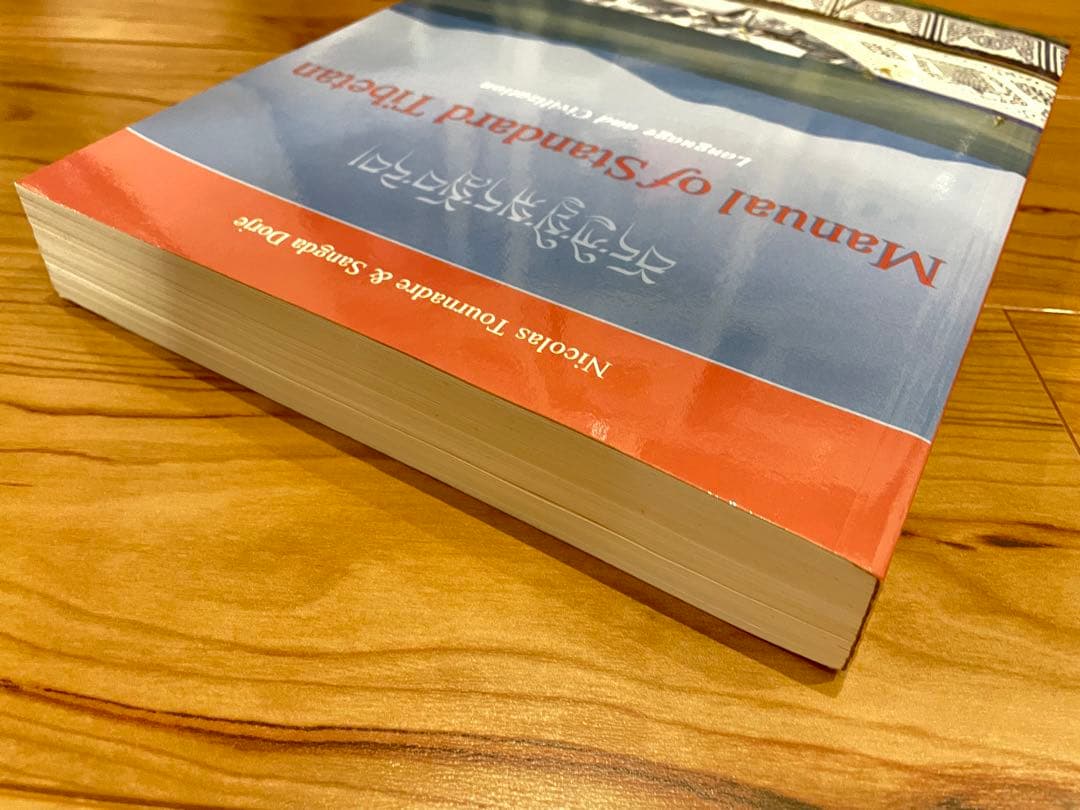 Nicolas Tournadre & Sangda Dorje
Manual of Standard Tibetan
Language and Civilization